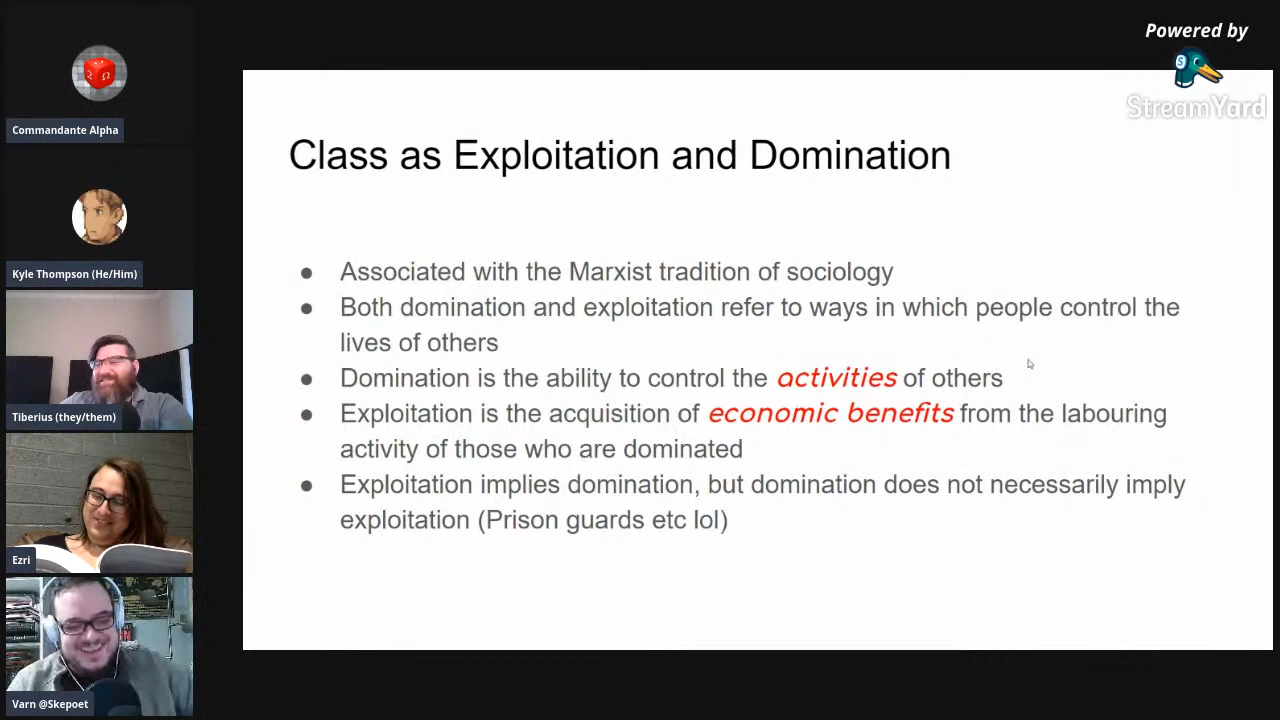 Powered by
StreamYard
Commandante Alpha
Kyle Thompson (He/Him)
Tiberius (they/them)
Ezri
Varn @Skepoet
Class as Exploitation and Domination
● Associated with the Marxist tradition of sociology
● Both domination and exploitation refer to ways in which people control the
lives of others
● Domination is the ability to control the activities of others
● Exploitation is the acquisition of economic benefits from the labouring
activity of those who are dominated
● Exploitation implies domination, but domination does not necessarily imply
exploitation (Prison guards etc lol)